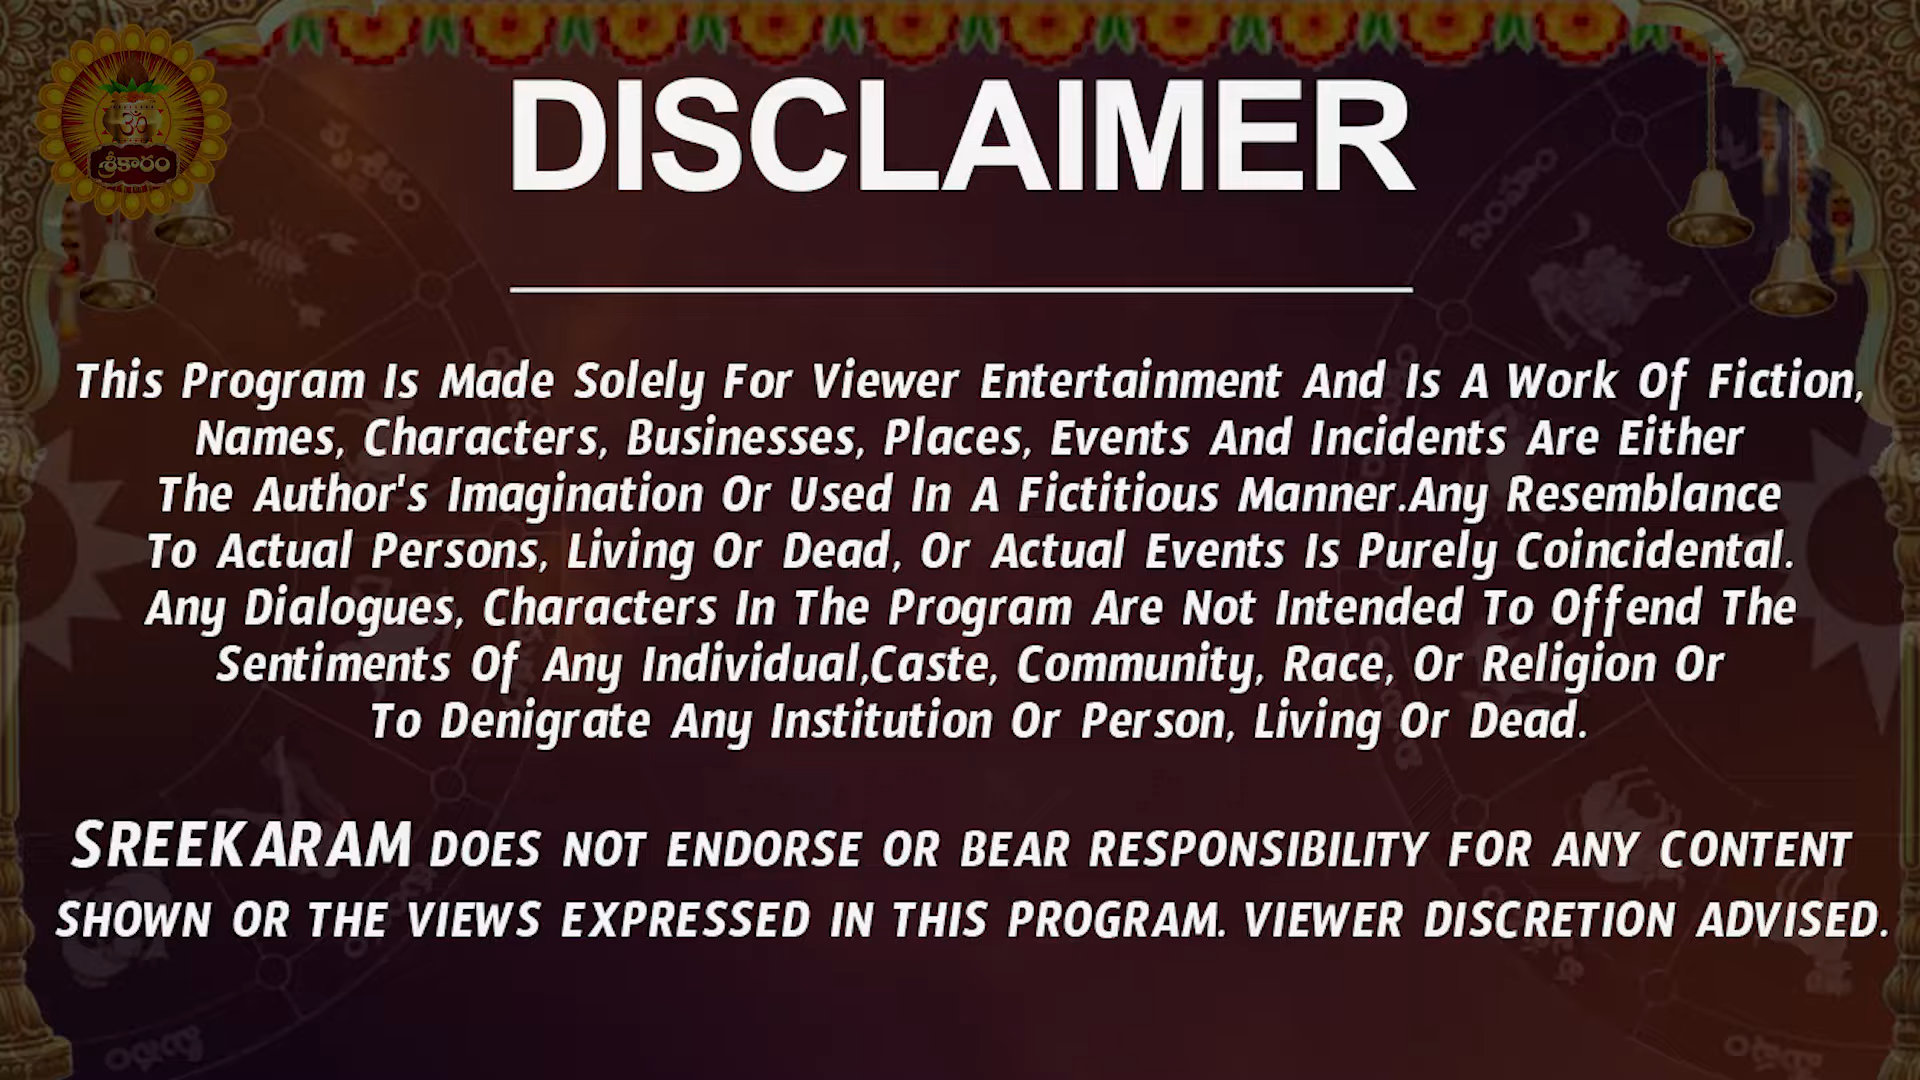 ॐ
శ్రీకారం
DISCLAIMER
This Program Is Made Solely For Viewer Entertainment And Is A Work Of Fiction,
Names, Characters, Businesses, Places, Events And Incidents Are Either
The Author's Imagination Or Used In A Fictitious Manner.Any Resemblance
To Actual Persons, Living Or Dead, Or Actual Events Is Purely Coincidental.
Any Dialogues, Characters In The Program Are Not Intended To Offend The
Sentiments Of Any Individual,Caste, Community, Race, Or Religion Or
To Denigrate Any Institution Or Person, Living Or Dead.
SREEKARAM DOES NOT ENDORSE OR BEAR RESPONSIBILITY FOR ANY CONTENT
SHOWN OR THE VIEWS EXPRESSED IN THIS PROGRAM. VIEWER DISCRETION ADVISED.